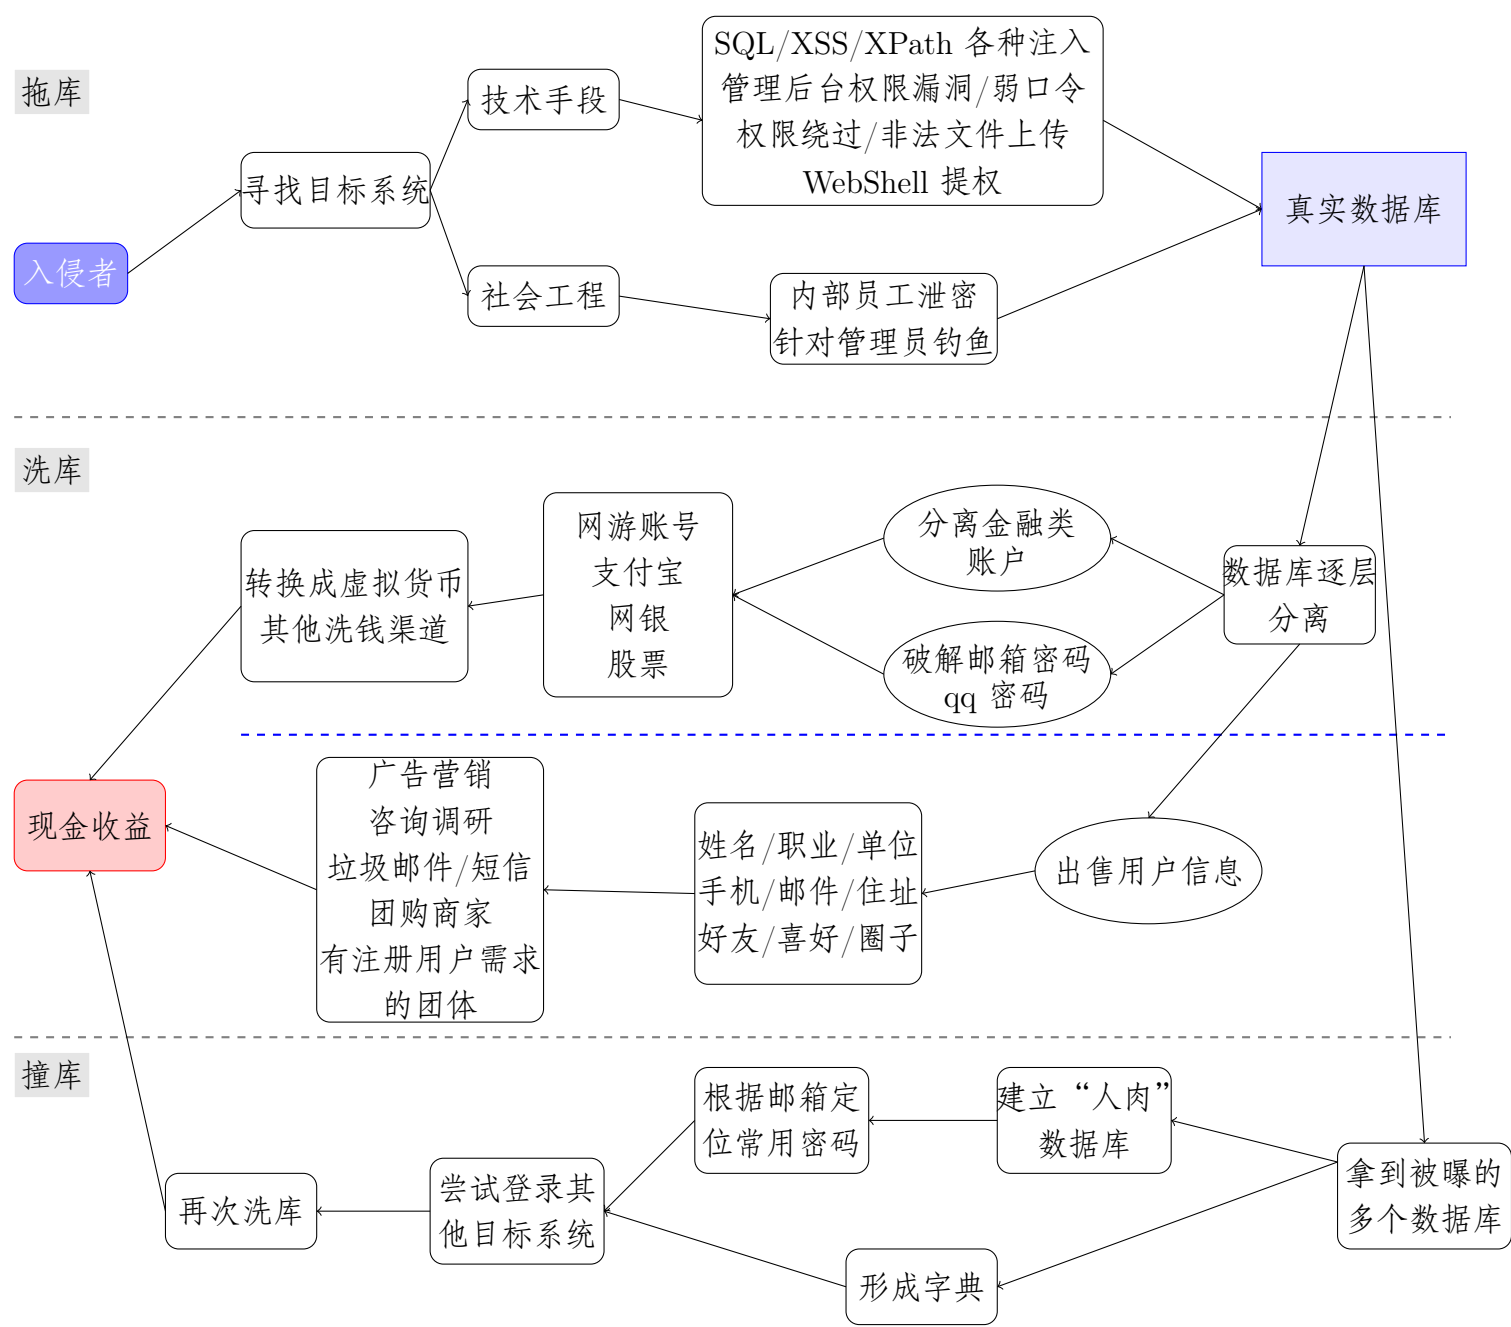 拖库
入侵者
寻找目标系统
技术手段
社会工程
SQL/XSS/XPath 各种注入
管理后台权限漏洞/弱口令
权限绕过/非法文件上传
WebShell 提权
内部员工泄密
针对管理员钓鱼
真实数据库
洗库
数据库逐层
分离
分离金融类
账户
破解邮箱密码
qq 密码
网游账号
支付宝
网银
股票
转换成虚拟货币
其他洗钱渠道
现金收益
出售用户信息
姓名/职业/单位
手机/邮件/住址
好友/喜好/圈子
广告营销
咨询调研
垃圾邮件/短信
团购商家
有注册用户需求
的团体
撞库
拿到被曝的
多个数据库
建立“人肉”
数据库
根据邮箱定
位常用密码
形成字典
尝试登录其
他目标系统
再次洗库